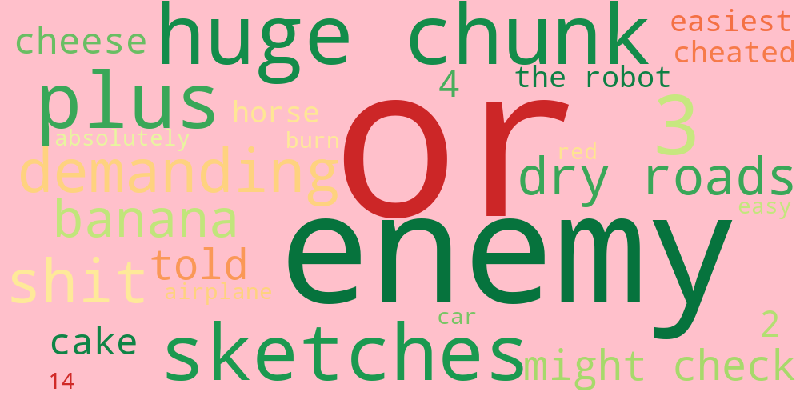 huge chunk
easiest
cheese
cheated
the robot
plus
4
or
3
horse
absolutely
burn
red
demanding
dry roads
banana
easy
enemy
shit
told
airplane
car
2
cake
sketches
might check
14